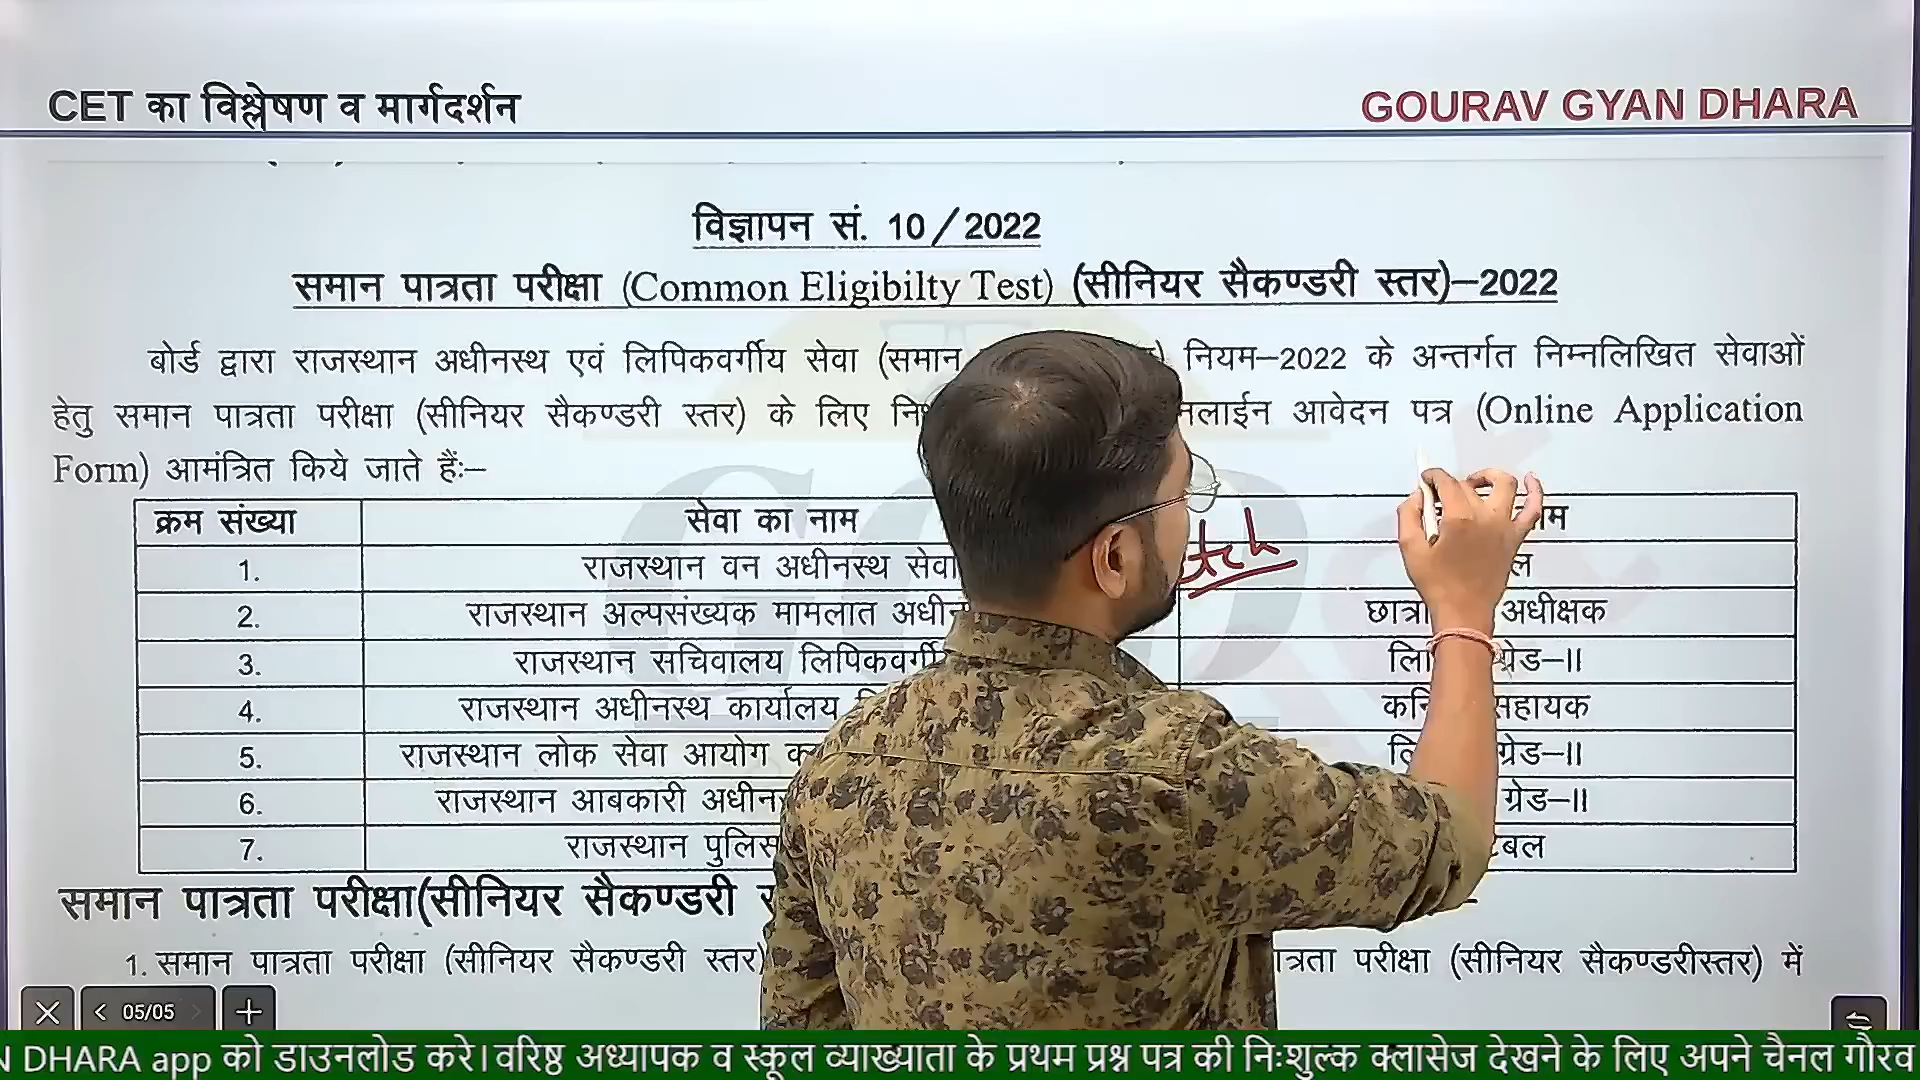 CET का विश्लेषण व मार्गदर्शन
GOURAV GYAN DHARA
विज्ञापन सं. 10/2022
समान पात्रता परीक्षा (Common Eligibilty Test) (सीनियर सैकण्डरी स्तर)–2022
बोर्ड द्वारा राजस्थान अधीनस्थ एवं लिपिकवर्गीय सेवा (समान नियम–2022 के अन्तर्गत निम्नलिखित सेवाओं
हेतु समान पात्रता परीक्षा (सीनियर सैकण्डरी स्तर) के लिए आवेदन पत्र (Online Application
Form) आमंत्रित किये जाते हैंः–
क्रम संख्या सेवा का नाम
1. राजस्थान वन अधीनस्थ सेवा
2. राजस्थान अल्पसंख्यक मामलात अधीक्षक
3. राजस्थान सचिवालय ग्रेड–II
4. राजस्थान अधीनस्थ कार्यालय सहायक
5. राजस्थान लोक सेवा आयोग ग्रेड–II
6. राजस्थान आबकारी ग्रेड–II
7. राजस्थान
समान पात्रता परीक्षा(सीनियर सैकण्डरी
1. समान पात्रता परीक्षा (सीनियर सैकण्डरी स्तर) परीक्षा (सीनियर सैकण्डरीस्तर) में
05/05
DHARA app को डाउनलोड करे।वरिष्ठ अध्यापक व स्कूल व्याख्याता के प्रथम प्रश्न पत्र की निःशुल्क क्लासेज देखने के लिए अपने चैनल गौरव